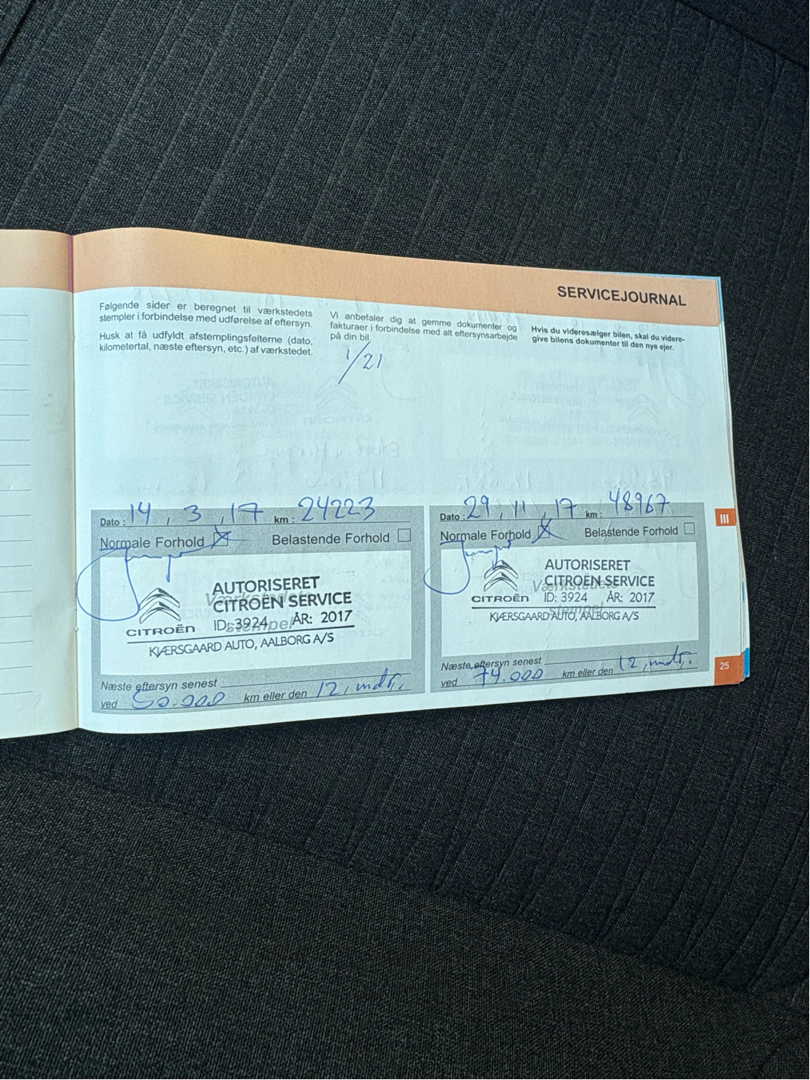 SERVICEJOURNAL
Følgende sider er beregnet til værkstedets
stempler i forbindelse med udførelse af eftersyn.
Husk at få udfyldt afstemplingsfelterne (dato,
kilometertal, næste eftersyn, etc.) af værkstedet.
Vi anbefaler dig at gemme dokumenter og
fakturaer i forbindelse med alt eftersynsarbejde
på din bil.
1/21
Hvis du videresælger bilen, skal du videre-
give bilens dokumenter til den nye ejer.
Dato : 14 , 3 , 17 km : 24223
Normale Forhold Belastende Forhold
Værkstedets
stempel
AUTORISERET
CITROËN SERVICE
CITROËN ID: 3924 ÅR: 2017
KJÆRSGAARD AUTO, AALBORG A/S
Næste eftersyn senest
ved 50.000 km eller den 12, mdr.
Dato : 29 , 11 , 17 km : 48967
Normale Forhold Belastende Forhold
Værkstedets
stempel
AUTORISERET
CITROËN SERVICE
CITROËN ID: 3924 ÅR: 2017
KJÆRSGAARD AUTO, AALBORG A/S
Næste eftersyn senest
ved 74.000 km eller den 12, mdr.
III
25